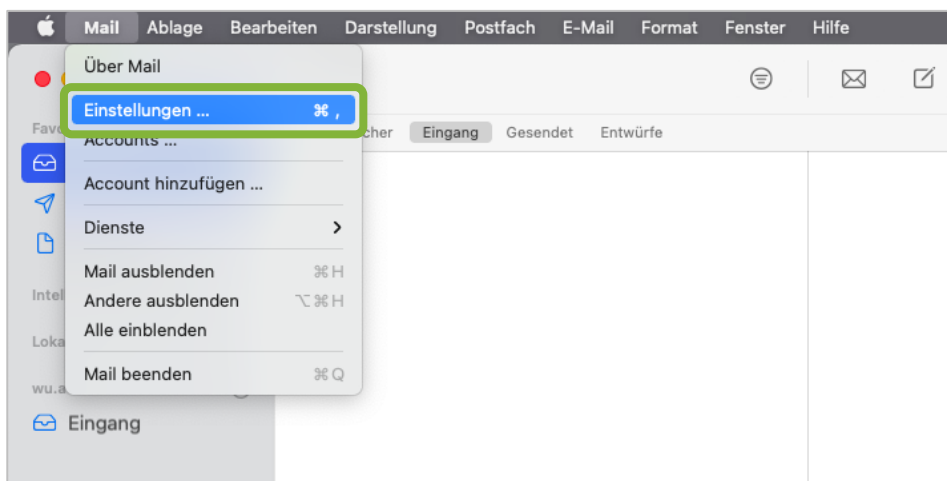 Mail Ablage Bearbeiten Darstellung Postfach E-Mail Format Fenster Hilfe
Über Mail
Einstellungen ... ⌘ ,
Accounts ...
Account hinzufügen ...
Dienste
Mail ausblenden ⌘ H
Andere ausblenden ⌥ ⌘ H
Alle einblenden
Mail beenden ⌘ Q
Eingang Gesendet Entwürfe
Eingang